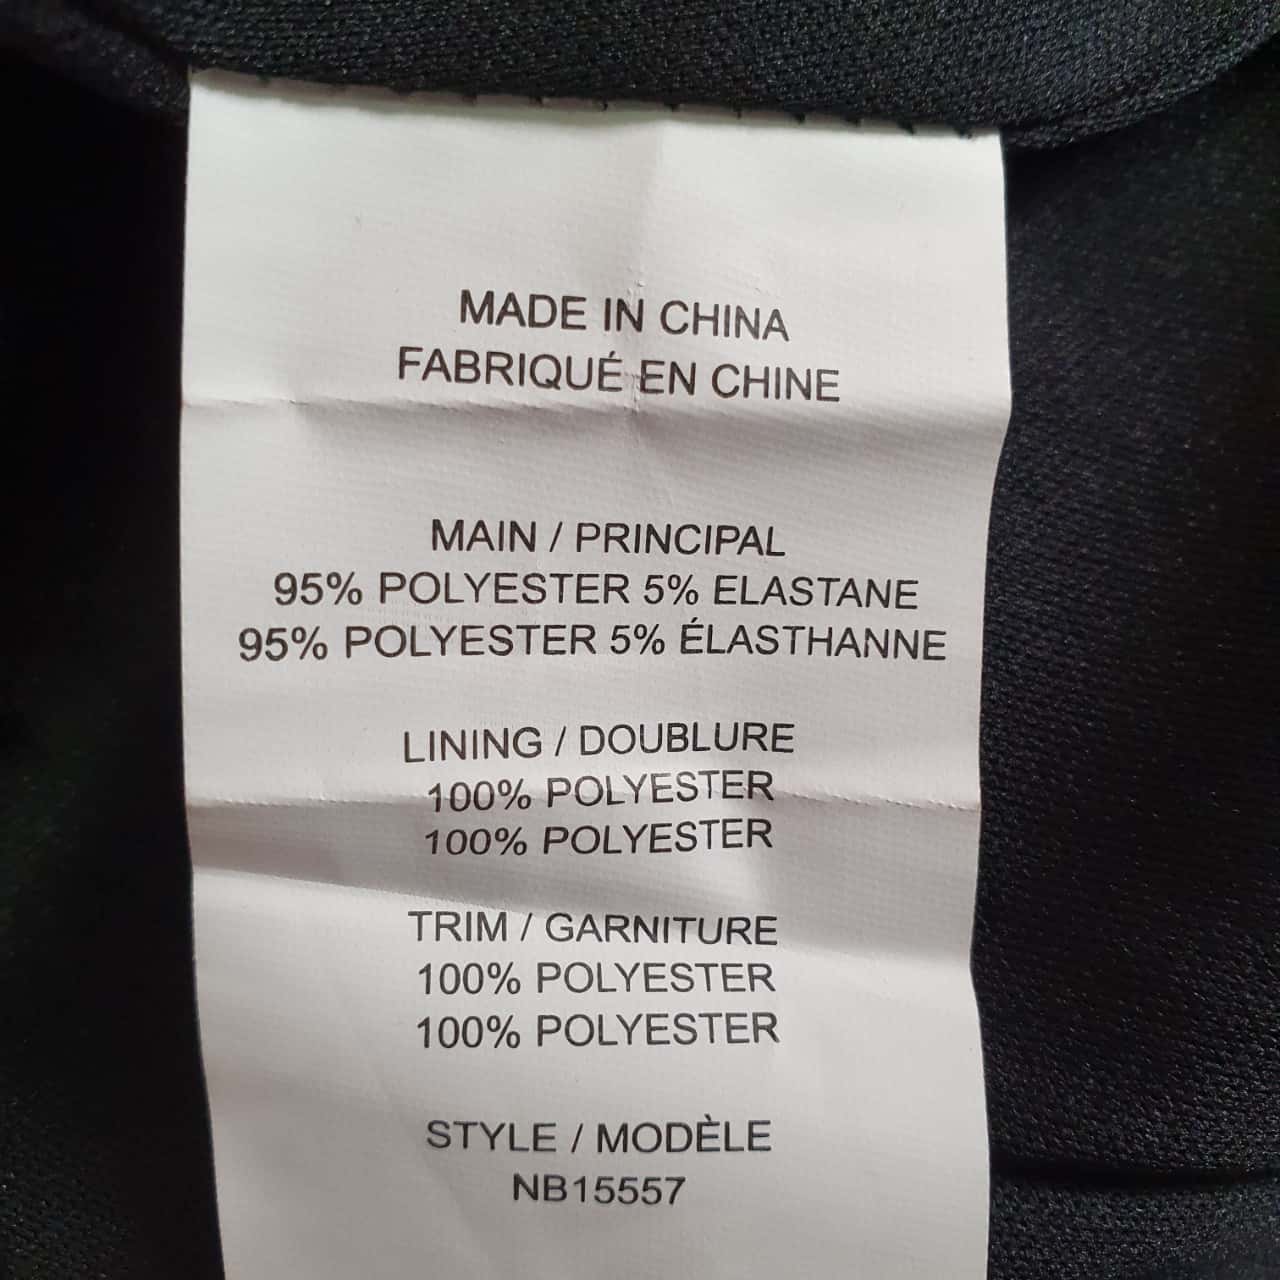 MADE IN CHINA
FABRIQUÉ EN CHINE
MAIN / PRINCIPAL
95% POLYESTER 5% ELASTANE
95% POLYESTER 5% ÉLASTHANNE
LINING / DOUBLURE
100% POLYESTER
100% POLYESTER
TRIM / GARNITURE
100% POLYESTER
100% POLYESTER
STYLE / MODÈLE
NB15557